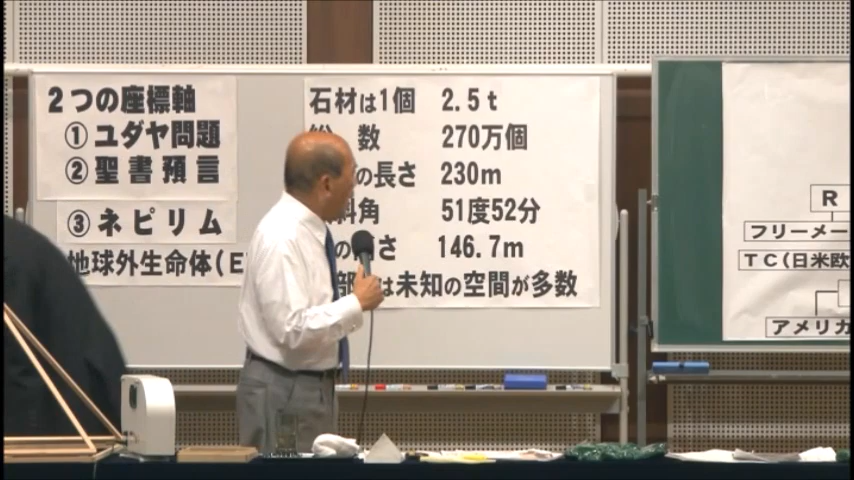 2つの座標軸
①ユダヤ問題
②聖書預言
③ネピリム
地球外生命体(E
石材は1個 2.5t
総数 270万個
の長さ 230m
斜角 51度52分
の高さ 146.7m
部には未知の空間が多数
R
フリーメー
TC(日米欧
アメリカ